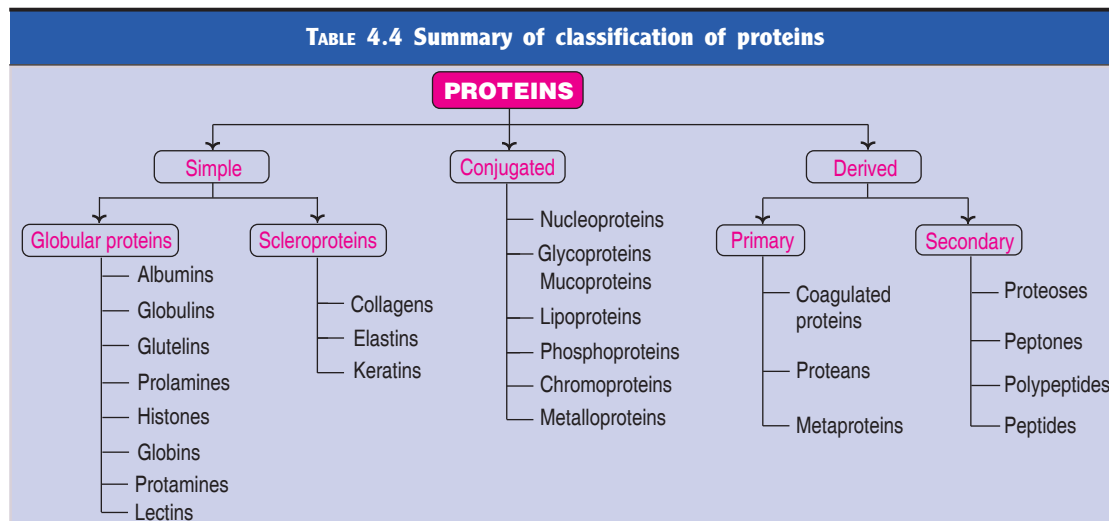 TABLE 4.4 Summary of classification of proteins
PROTEINS
Simple
Conjugated
Derived
Globular proteins
Scleroproteins
Primary
Secondary
Albumins
Globulins
Glutelins
Prolamines
Histones
Globins
Protamines
Lectins
Collagens
Elastins
Keratins
Nucleoproteins
Glycoproteins
Mucoproteins
Lipoproteins
Phosphoproteins
Chromoproteins
Metalloproteins
Coagulated
proteins
Proteans
Metaproteins
Proteoses
Peptones
Polypeptides
Peptides